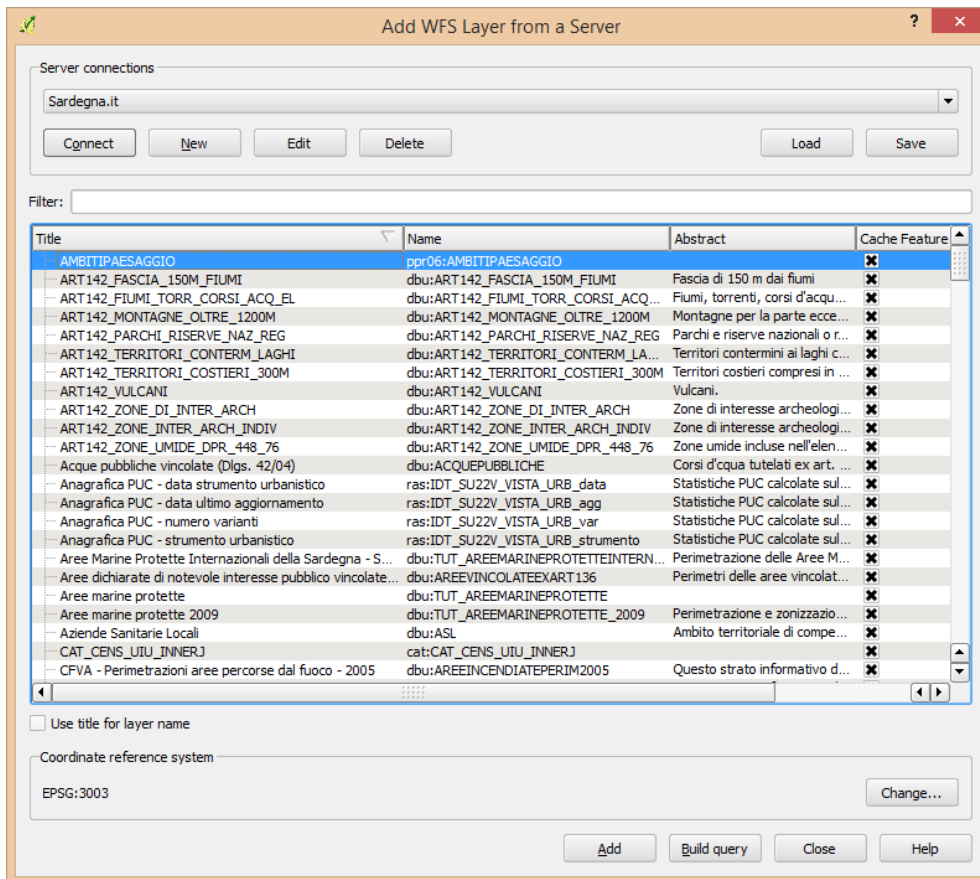 Add WFS Layer from a Server ? ×
Server connections
Sardegna.it
Connect New Edit Delete Load Save
Filter:
Title Name Abstract Cache Feature
AMBITIPAESAGGIO ppr06:AMBITIPAESAGGIO
ART142_FASCIA_150M_FIUMI dbu:ART142_FASCIA_150M_FIUMI Fascia di 150 m dai fiumi
ART142_FIUMI_TORR_CORSI_ACQ_EL dbu:ART142_FIUMI_TORR_CORSI_ACQ... Fiumi, torrenti, corsi d'acqu...
ART142_MONTAGNE_OLTRE_1200M dbu:ART142_MONTAGNE_OLTRE_1200M Montagne per la parte ecce...
ART142_PARCHI_RISERVE_NAZ_REG dbu:ART142_PARCHI_RISERVE_NAZ_REG Parchi e riserve nazionali o r...
ART142_TERRITORI_CONTERM_LAGHI dbu:ART142_TERRITORI_CONTERM_LA... Territori contermini ai laghi c...
ART142_TERRITORI_COSTIERI_300M dbu:ART142_TERRITORI_COSTIERI_300M Territori costieri compresi in ...
ART142_VULCANI dbu:ART142_VULCANI Vulcani.
ART142_ZONE_DI_INTER_ARCH dbu:ART142_ZONE_DI_INTER_ARCH Zone di interesse archeologi...
ART142_ZONE_INTER_ARCH_INDIV dbu:ART142_ZONE_INTER_ARCH_INDIV Zone di interesse archeologi...
ART142_ZONE_UMIDE_DPR_448_76 dbu:ART142_ZONE_UMIDE_DPR_448_76 Zone umide incluse nell'elen...
Acque pubbliche vincolate (Dlgs. 42/04) dbu:ACQUEPUBBLICHE Corsi d'cqua tutelati ex art. ...
Anagrafica PUC - data strumento urbanistico ras:IDT_SU22V_VISTA_URB_data Statistiche PUC calcolate sul...
Anagrafica PUC - data ultimo aggiornamento ras:IDT_SU22V_VISTA_URB_agg Statistiche PUC calcolate sul...
Anagrafica PUC - numero varianti ras:IDT_SU22V_VISTA_URB_var Statistiche PUC calcolate sul...
Anagrafica PUC - strumento urbanistico ras:IDT_SU22V_VISTA_URB_strumento Statistiche PUC calcolate sul...
Aree Marine Protette Internazionali della Sardegna - S... dbu:TUT_AREEMARINEPROTETTEINTERN... Perimetrazione delle Aree M...
Aree dichiarate di notevole interesse pubblico vincolate... dbu:AREEVINCOLATEEXART136 Perimetri delle aree vincolat...
Aree marine protette dbu:TUT_AREEMARINEPROTETTE
Aree marine protette 2009 dbu:TUT_AREEMARINEPROTETTE_2009 Perimetrazione e zonizzazio...
Aziende Sanitarie Locali dbu:ASL Ambito territoriale di compe...
CAT_CENS_UIU_INNERJ cat:CAT_CENS_UIU_INNERJ
CFVA - Perimetrazioni aree percorse dal fuoco - 2005 dbu:AREEINCENDIATEPERIM2005 Questo strato informativo d...
Use title for layer name
Coordinate reference system
EPSG:3003 Change...
Add Build query Close Help